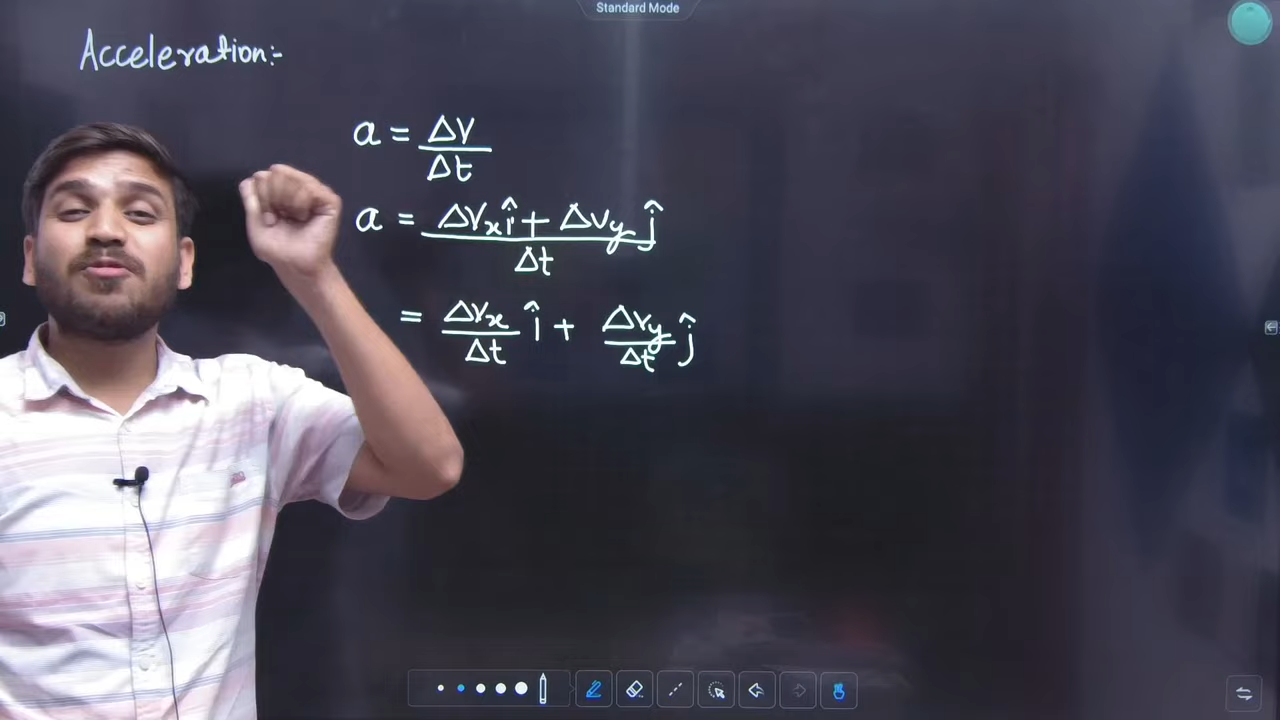 Standard Mode
Acceleration:-
a = ΔV/Δt
a = (ΔVxî + ΔVyĵ)/Δt
= ΔVx/Δt î + ΔVy/Δt ĵ